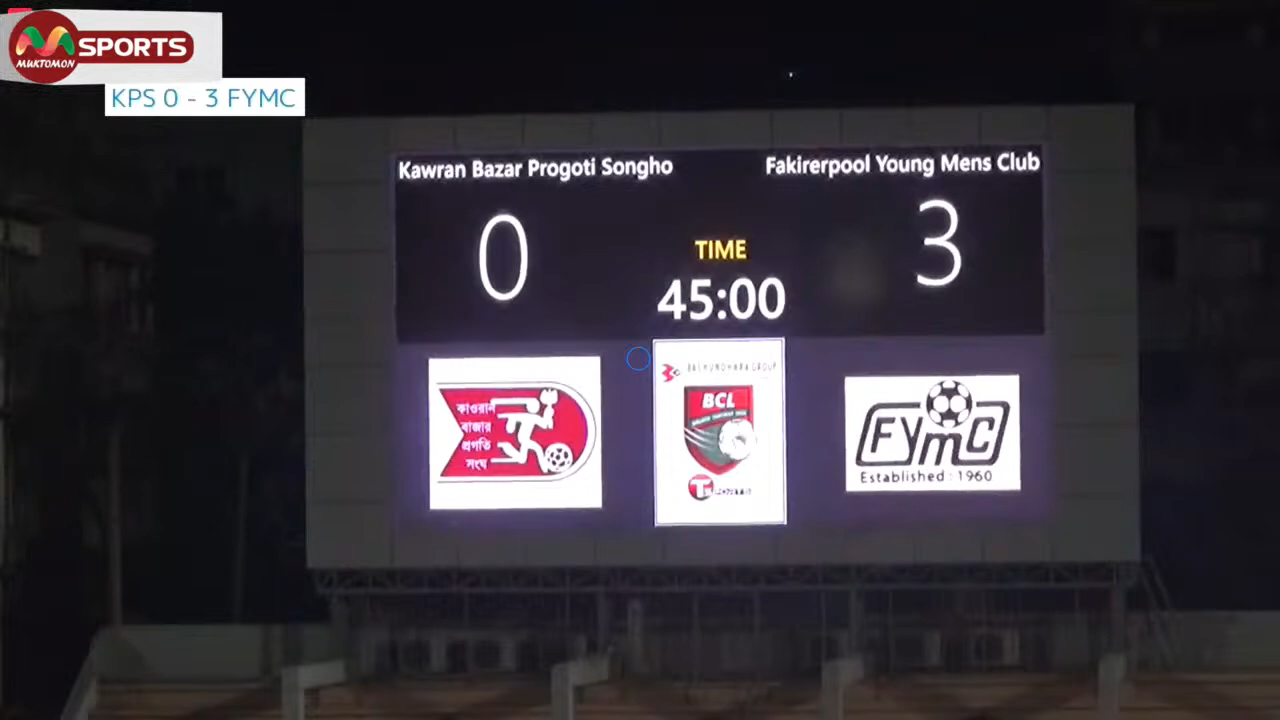 SPORTS
MUKTOMON
KPS 0 - 3 FYMC
Kawran Bazar Progoti Songho
Fakirerpool Young Mens Club
0
3
TIME
45:00
কাওরান
বাজার
প্রগতি
সংঘ
BASHUNDHARA GROUP
BCL
T SPORTS
FYMC
Established : 1960